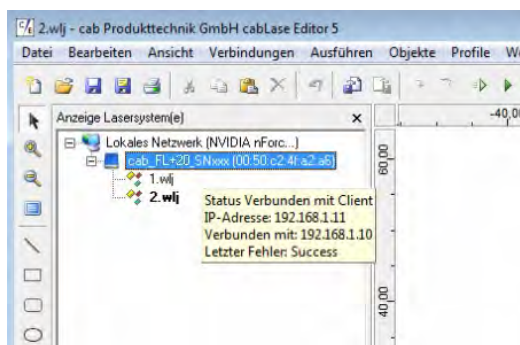 2.wlj - cab Produkttechnik GmbH cabLase Editor 5
Datei Bearbeiten Ansicht Verbindungen Ausführen Objekte Profile
Anzeige Lasersystem(e)
-40,0
Lokales Netzwerk (NVIDIA nForc...)
cab_FL+20_SNxxx (00:50:c2:4f:a2:a6)
1.wlj
2.wlj
60,00
Status Verbunden mit Client
IP-Adresse: 192.168.1.11
Verbunden mit: 192.168.1.10
Letzter Fehler: Success
40,00